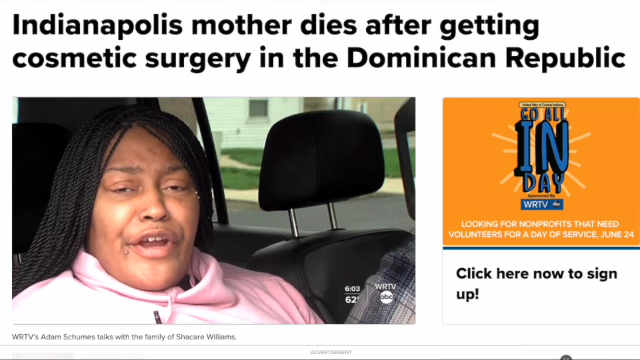 Indianapolis mother dies after getting
cosmetic surgery in the Dominican Republic
United Way of Central Indiana
GO ALL
IN
DAY
Sponsored By
WRTV abc
LOOKING FOR NONPROFITS THAT NEED
VOLUNTEERS FOR A DAY OF SERVICE, JUNE 24
Click here now to sign
up!
6:03
62°
WRTV
abc
WRTV's Adam Schumes talks with the family of Shacare Williams.
ADVERTISEMENT